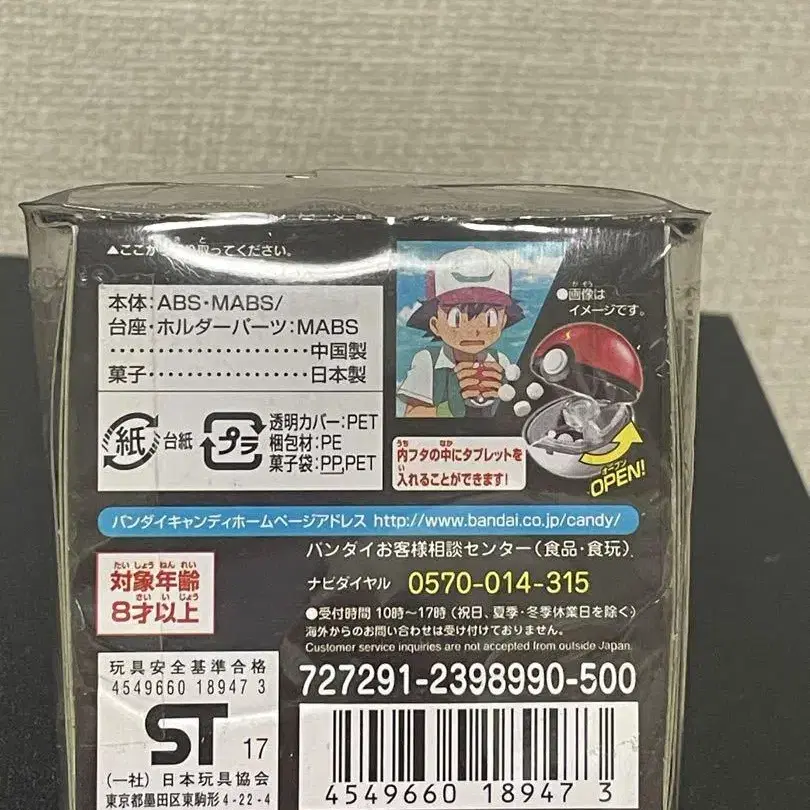 ▲ここから切り取ってください。
本体:ABS・MABS/
台座・ホルダーパーツ:MABS
中国製
菓子 日本製
紙 台紙
プラ
透明カバー:PET
梱包材:PE
菓子袋:PP,PET
●画像は
イメージです。
内フタの中にタブレットを
入れることができます!
オープン
OPEN!
バンダイキャンディホームページアドレス http://www.bandai.co.jp/candy/
バンダイお客様相談センター(食品・食玩)
ナビダイヤル 0570-014-315
●受付時間 10時〜17時(祝日、夏季・冬季休業日を除く)
海外からのお問い合わせは受け付けておりません。
Customer service inquiries are not accepted from outside Japan.
対象年齢
8才以上
玩具安全基準合格
4549660 18947 3
ST 17
(一社)日本玩具協会
東京都墨田区東駒形4-22-4
727291-2398990-500
4549660 189473